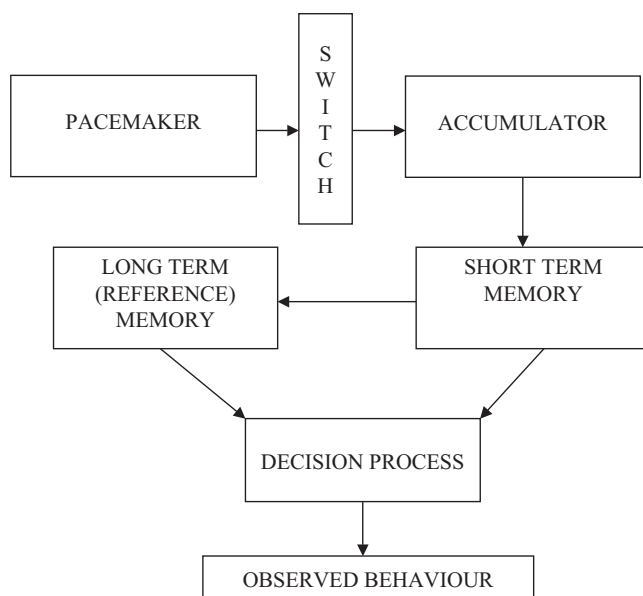 PACEMAKER
S
W
I
T
C
H
ACCUMULATOR
LONG TERM
(REFERENCE)
MEMORY
SHORT TERM
MEMORY
DECISION PROCESS
OBSERVED BEHAVIOUR